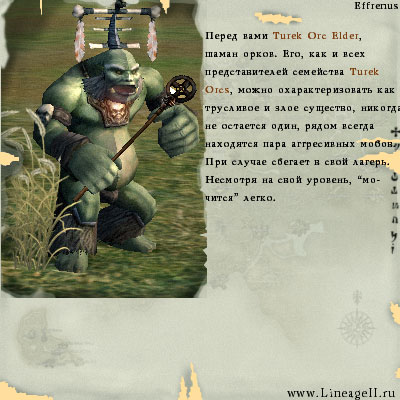 Effrenus
Перед вами Turek Orc Elder,
шаман орков. Его, как и всех
представителей семейства Turek
Orcs, можно охарактеризовать как
трусливое и злое существо, никогда
не остается один, рядом всегда
находятся пара аггресивных мобов.
При случае сбегает в свой лагерь.
Несмотря на свой уровень, “мо-
чится” легко.
www.LineageII.ru